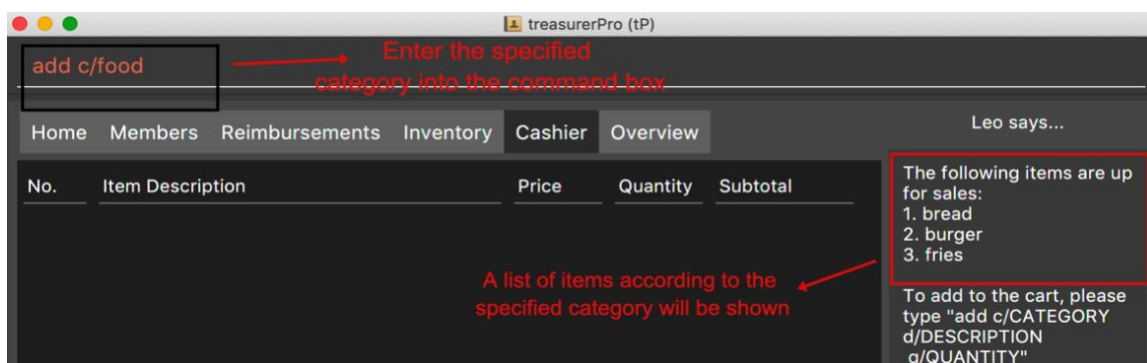 treasurerPro (tP)
add c/food
Enter the specified
category into the command box
Home Members Reimbursements Inventory Cashier Overview
Leo says...
No. Item Description Price Quantity Subtotal
The following items are up
for sales:
1. bread
2. burger
3. fries
A list of items according to the
specified category will be shown
To add to the cart, please
type "add c/CATEGORY
d/DESCRIPTION
q/QUANTITY"